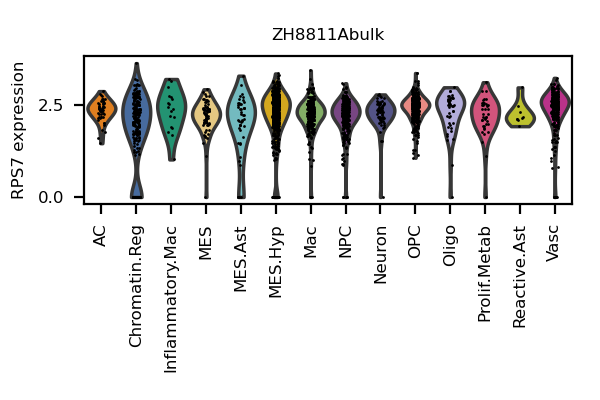 ZH8811Abulk
RPS7 expression
2.5
0.0
AC
Chromatin.Reg
Inflammatory.Mac
MES
MES.Ast
MES.Hyp
Mac
NPC
Neuron
OPC
Oligo
Prolif.Metab
Reactive.Ast
Vasc